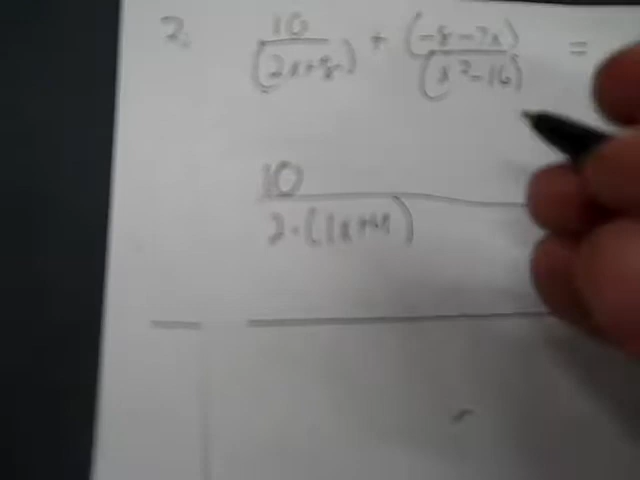 2. 10/(2x+8) + (-8-7x)/(x²-16) =
10/2·(1x+4)